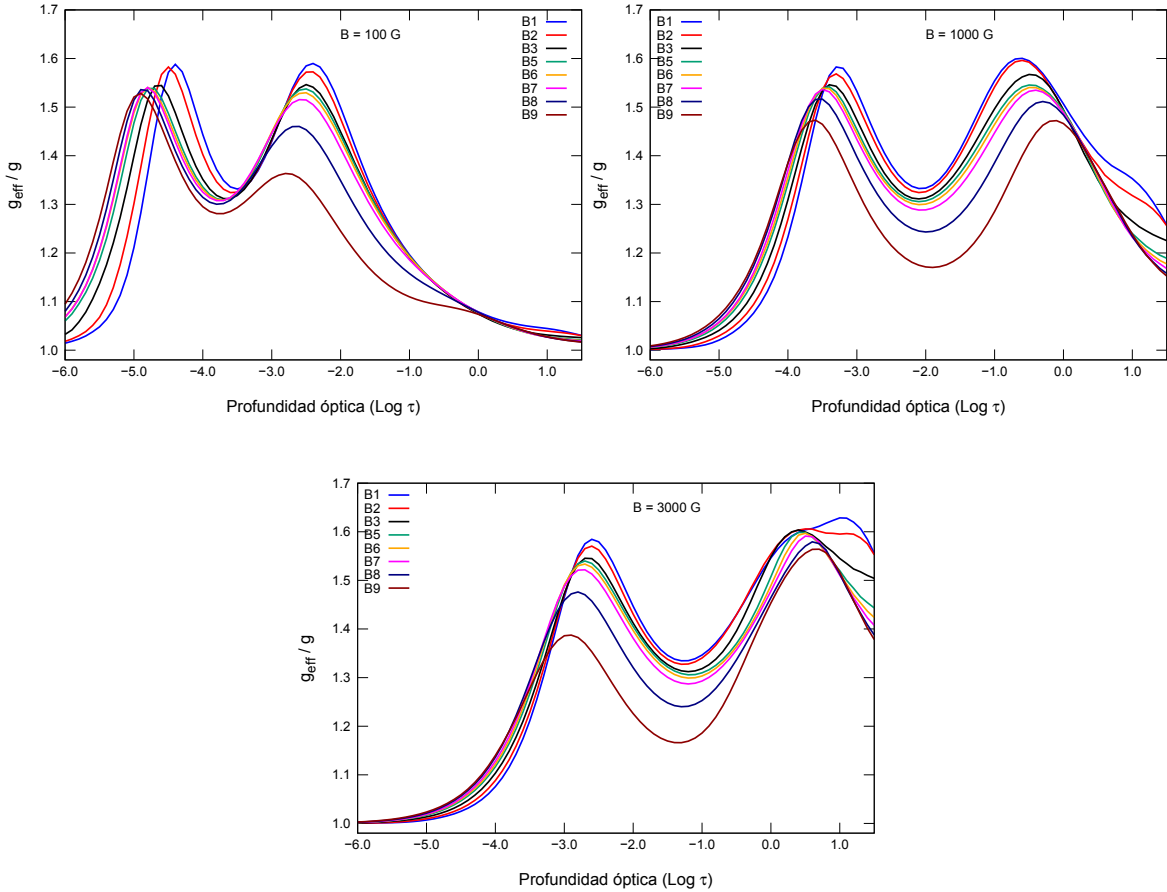 B = 100 G
B1
B2
B3
B5
B6
B7
B8
B9
g_eff / g
1.7
1.6
1.5
1.4
1.3
1.2
1.1
1.0
−6.0 −5.0 −4.0 −3.0 −2.0 −1.0 0.0 1.0
Profundidad óptica (Log τ)
B = 1000 G
B1
B2
B3
B5
B6
B7
B8
B9
g_eff / g
1.7
1.6
1.5
1.4
1.3
1.2
1.1
1.0
−6.0 −5.0 −4.0 −3.0 −2.0 −1.0 0.0 1.0
Profundidad óptica (Log τ)
B = 3000 G
B1
B2
B3
B5
B6
B7
B8
B9
g_eff / g
1.7
1.6
1.5
1.4
1.3
1.2
1.1
1.0
−6.0 −5.0 −4.0 −3.0 −2.0 −1.0 0.0 1.0
Profundidad óptica (Log τ)